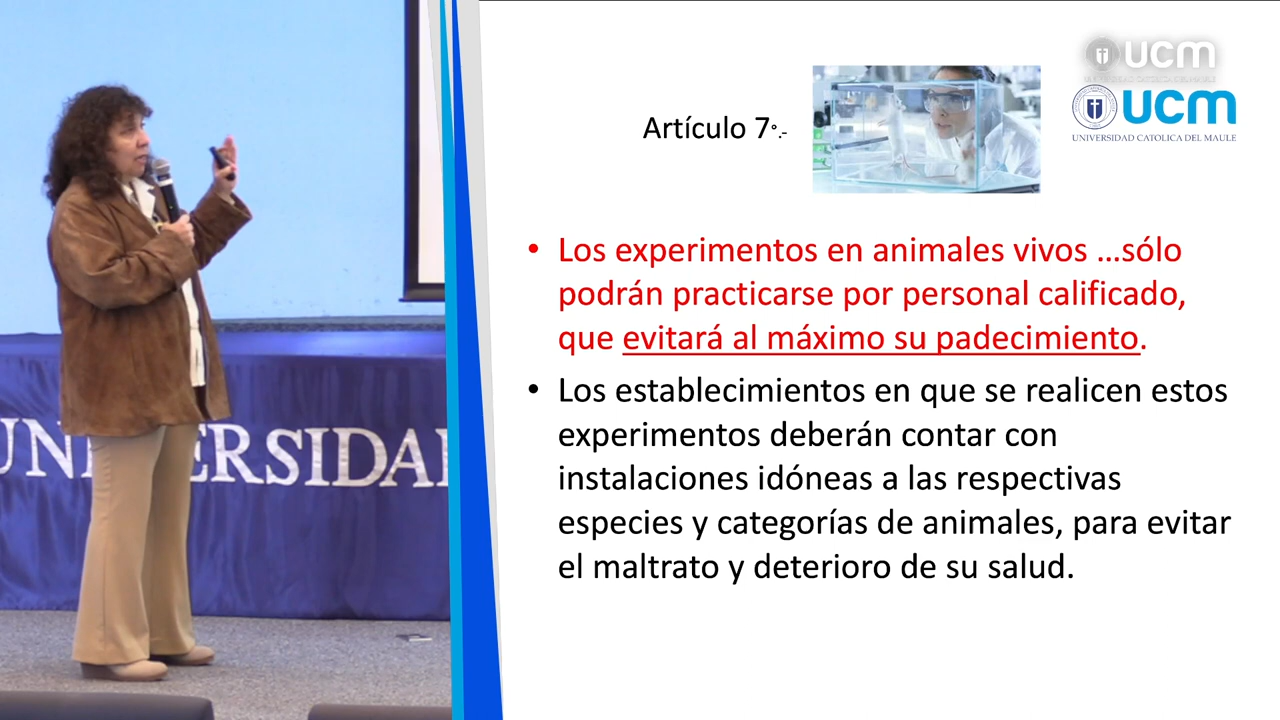 UNIVERSIDA
Artículo 7°.-
ucm
ucm
UNIVERSIDAD CATOLICA DEL MAULE
• Los experimentos en animales vivos ...sólo
podrán practicarse por personal calificado,
que evitará al máximo su padecimiento.
• Los establecimientos en que se realicen estos
experimentos deberán contar con
instalaciones idóneas a las respectivas
especies y categorías de animales, para evitar
el maltrato y deterioro de su salud.